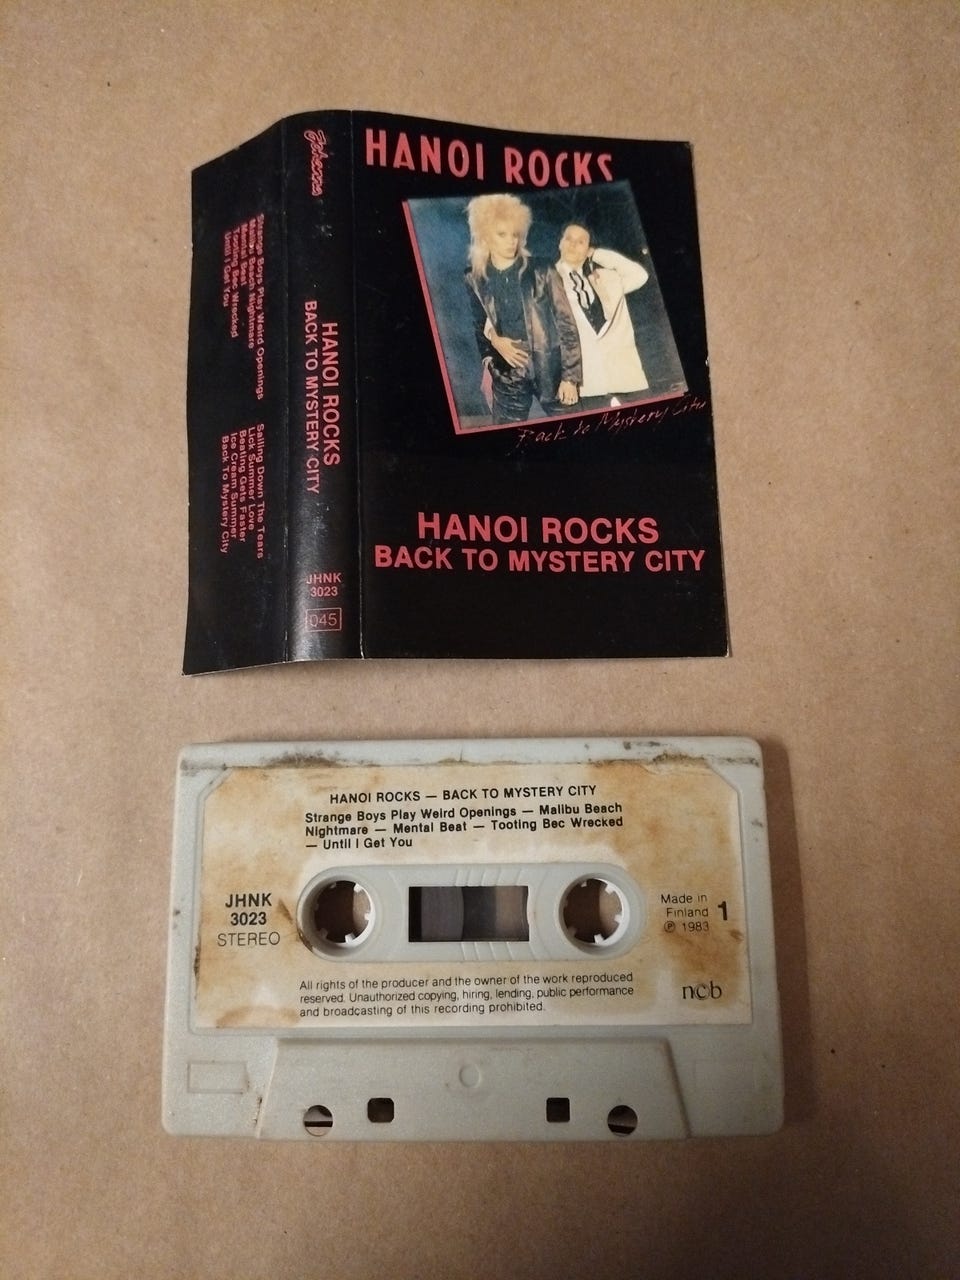 HANOI ROCKS
Back to Mystery City
HANOI ROCKS
BACK TO MYSTERY CITY
Johanna
HANOI ROCKS
BACK TO MYSTERY CITY
JHNK
3023
045
Strange Boys Play Weird Openings
Malibu Beach Nightmare
Mental Beat
Tooting Bec Wrecked
Until I Get You
Sailing Down The Tears
Lick Summer Love
Beating Gets Faster
Ice Cream Summer
Back To Mystery City
HANOI ROCKS — BACK TO MYSTERY CITY
Strange Boys Play Weird Openings — Malibu Beach
Nightmare — Mental Beat — Tooting Bec Wrecked
— Until I Get You
JHNK
3023
STEREO
Made in
Finland
℗ 1983
1
All rights of the producer and the owner of the work reproduced
reserved. Unauthorized copying, hiring, lending, public performance
and broadcasting of this recording prohibited.
ncb